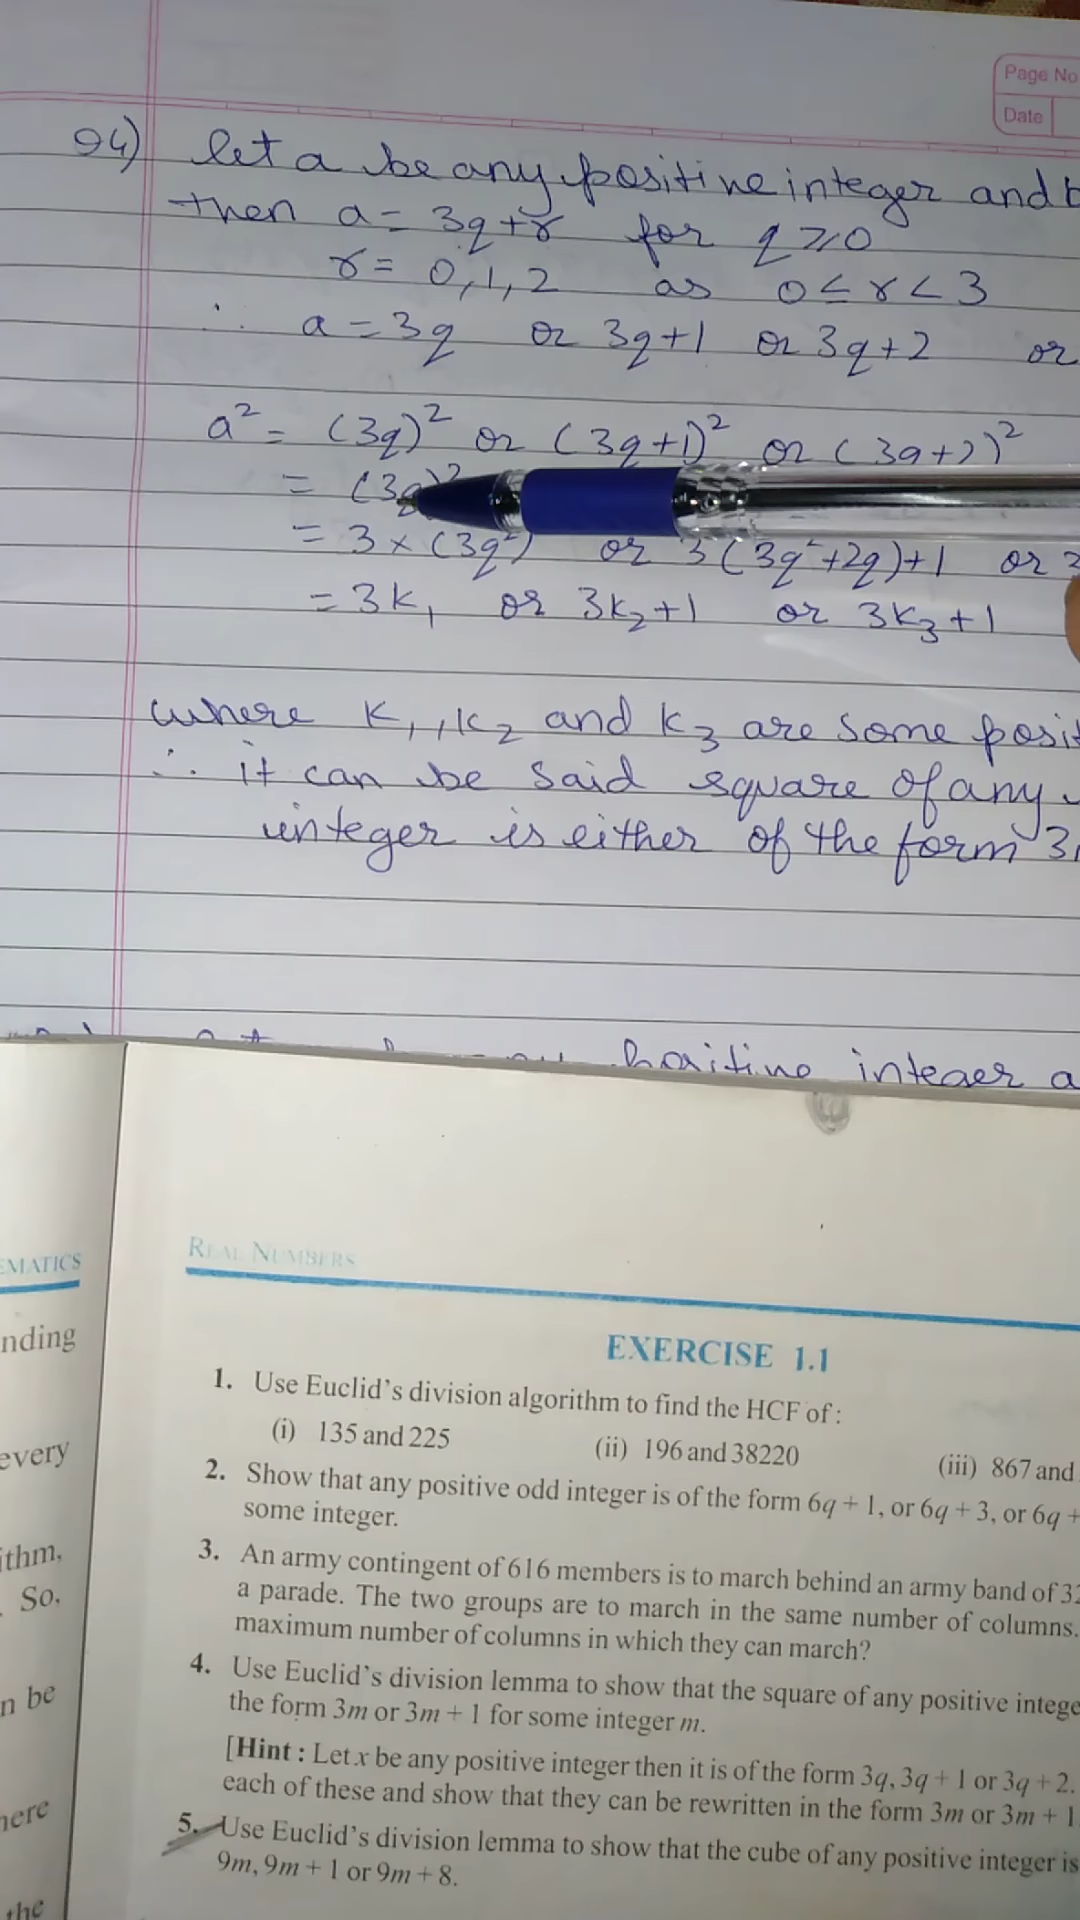 Page No
Date
Q4) let a be any positive integer and b
then a = 3q+r for q ≥ 0
r = 0,1,2 as 0 ≤ r < 3
∴ a = 3q or 3q+1 or 3q+2 or
a² = (3q)² or (3q+1)² or (3q+2)²
= (3q)²
= 3 × (3q²) or 3(3q²+2q)+1 or 3
= 3k₁ or 3k₂+1 or 3k₃+1
where k₁, k₂ and k₃ are some posit
∴ it can be said square of any
integer is either of the form 3
positive integer a
EMATICS
nding
every
ithm,
So,
n be
here
the
REAL NUMBERS
EXERCISE 1.1
1. Use Euclid's division algorithm to find the HCF of :
(i) 135 and 225 (ii) 196 and 38220 (iii) 867 and
2. Show that any positive odd integer is of the form 6q + 1, or 6q + 3, or 6q +
some integer.
3. An army contingent of 616 members is to march behind an army band of 32
a parade. The two groups are to march in the same number of columns.
maximum number of columns in which they can march?
4. Use Euclid's division lemma to show that the square of any positive intege
the form 3m or 3m + 1 for some integer m.
[Hint : Let x be any positive integer then it is of the form 3q, 3q + 1 or 3q + 2.
each of these and show that they can be rewritten in the form 3m or 3m + 1
5. Use Euclid's division lemma to show that the cube of any positive integer is
9m, 9m + 1 or 9m + 8.